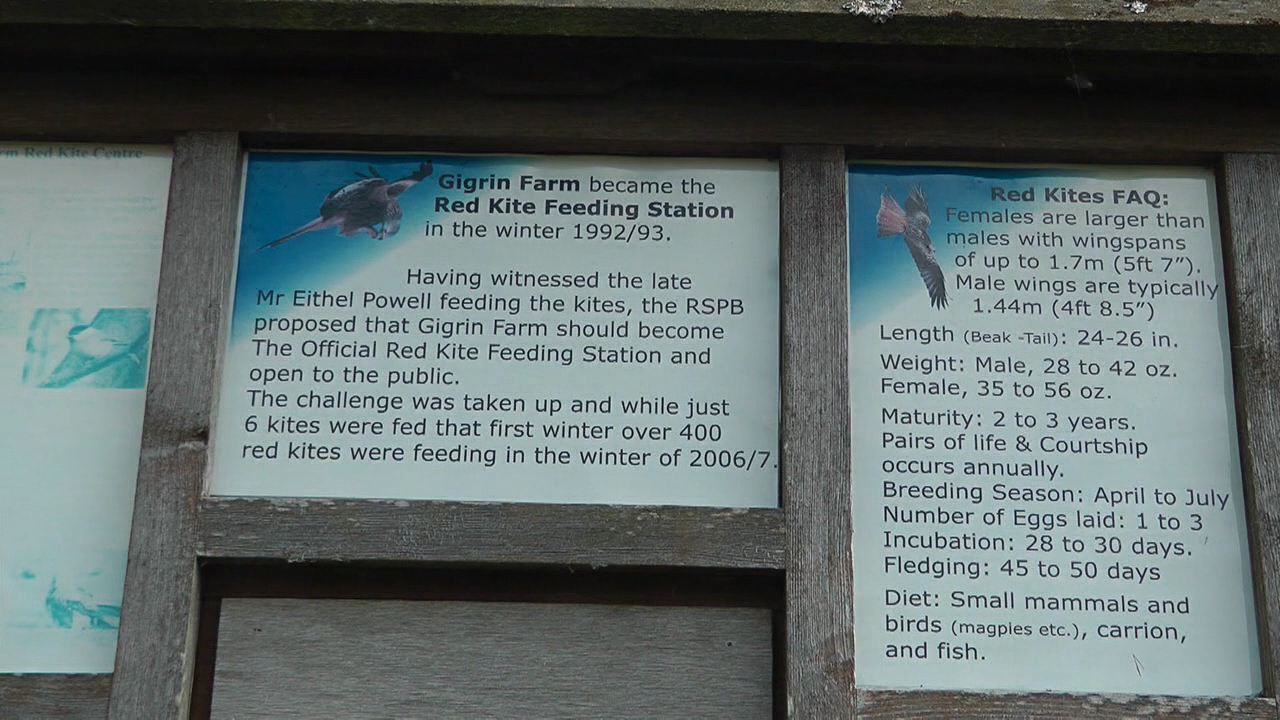 rm Red Kite Centre
Gigrin Farm became the
Red Kite Feeding Station
in the winter 1992/93.
Having witnessed the late
Mr Eithel Powell feeding the kites, the RSPB
proposed that Gigrin Farm should become
The Official Red Kite Feeding Station and
open to the public.
The challenge was taken up and while just
6 kites were fed that first winter over 400
red kites were feeding in the winter of 2006/7.
Red Kites FAQ:
Females are larger than
males with wingspans
of up to 1.7m (5ft 7”).
Male wings are typically
1.44m (4ft 8.5”)
Length (Beak -Tail): 24-26 in.
Weight: Male, 28 to 42 oz.
Female, 35 to 56 oz.
Maturity: 2 to 3 years.
Pairs of life & Courtship
occurs annually.
Breeding Season: April to July
Number of Eggs laid: 1 to 3
Incubation: 28 to 30 days.
Fledging: 45 to 50 days
Diet: Small mammals and
birds (magpies etc.), carrion,
and fish.